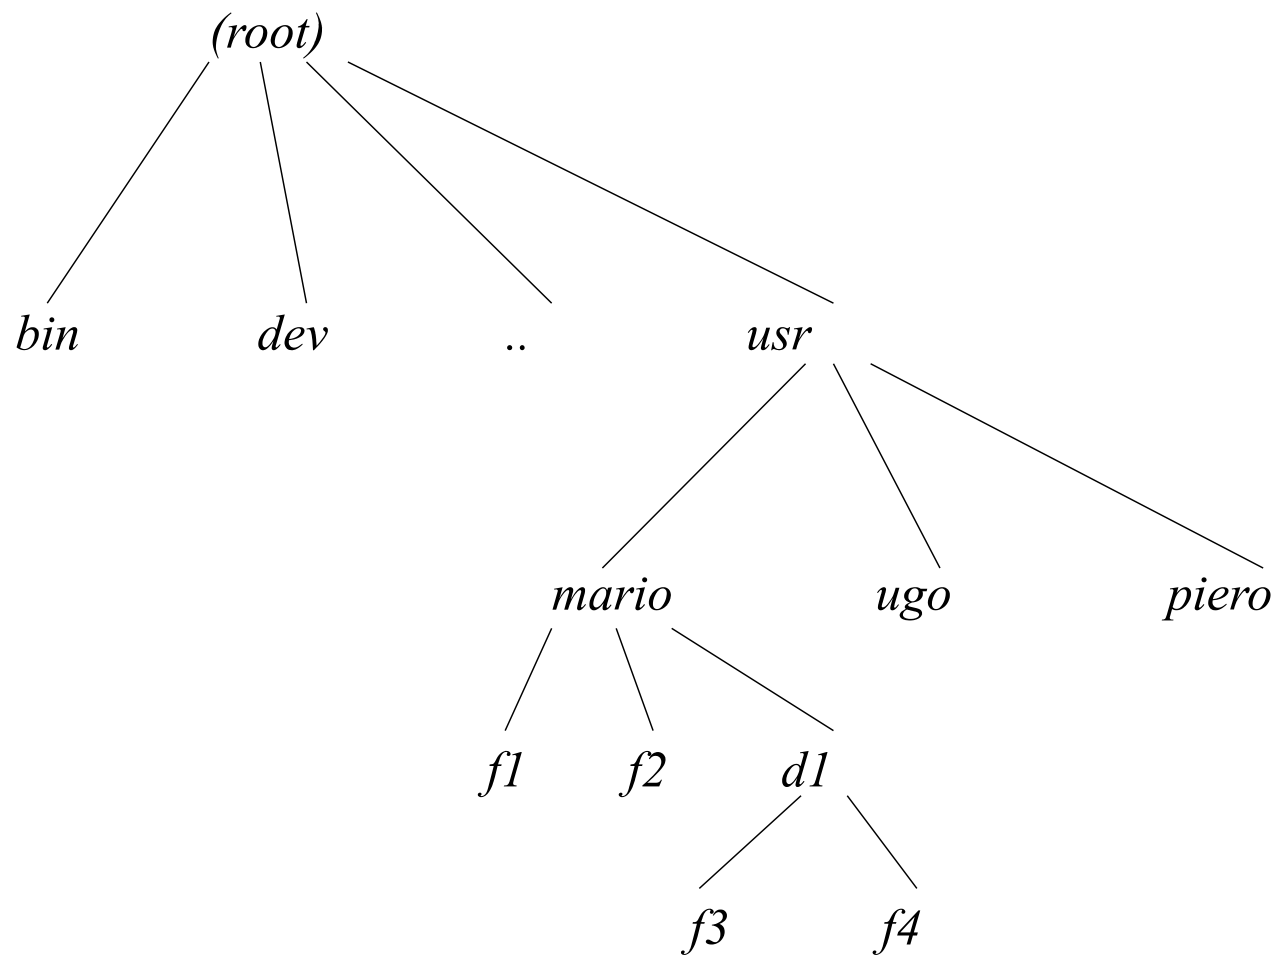 (root)
bin dev .. usr
mario ugo piero
f1 f2 d1
f3 f4